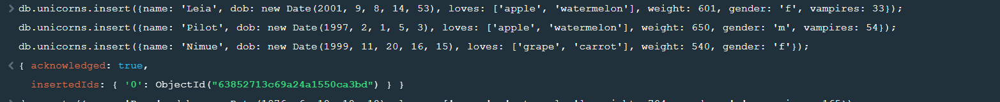 > db.unicorns.insert({name: 'Leia', dob: new Date(2001, 9, 8, 14, 53), loves: ['apple', 'watermelon'], weight: 601, gender: 'f', vampires: 33});
db.unicorns.insert({name: 'Pilot', dob: new Date(1997, 2, 1, 5, 3), loves: ['apple', 'watermelon'], weight: 650, gender: 'm', vampires: 54});
db.unicorns.insert({name: 'Nimue', dob: new Date(1999, 11, 20, 16, 15), loves: ['grape', 'carrot'], weight: 540, gender: 'f'});
< { acknowledged: true,
insertedIds: { '0': ObjectId("63852713c69a24a1550ca3bd") } }